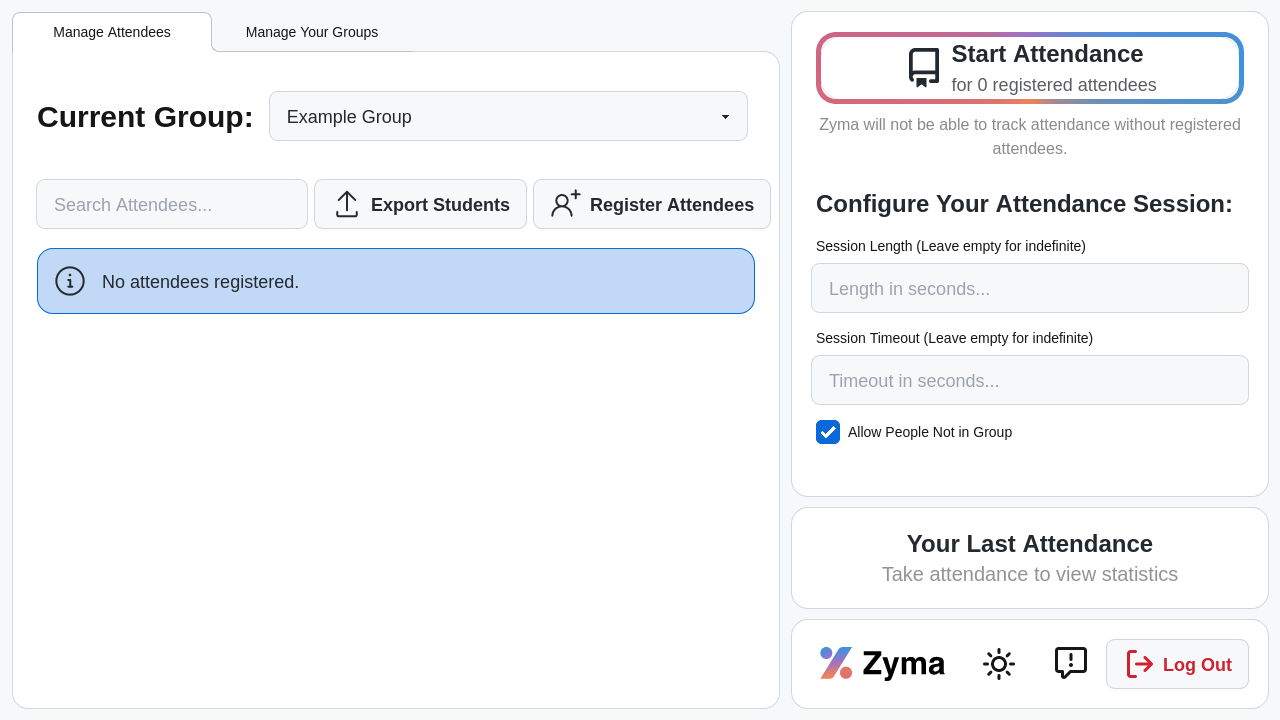 Manage Attendees
Manage Your Groups
Current Group:
Example Group
Search Attendees...
Export Students
Register Attendees
No attendees registered.
Start Attendance
for 0 registered attendees
Zyma will not be able to track attendance without registered
attendees.
Configure Your Attendance Session:
Session Length (Leave empty for indefinite)
Length in seconds...
Session Timeout (Leave empty for indefinite)
Timeout in seconds...
Allow People Not in Group
Your Last Attendance
Take attendance to view statistics
Zyma
Log Out